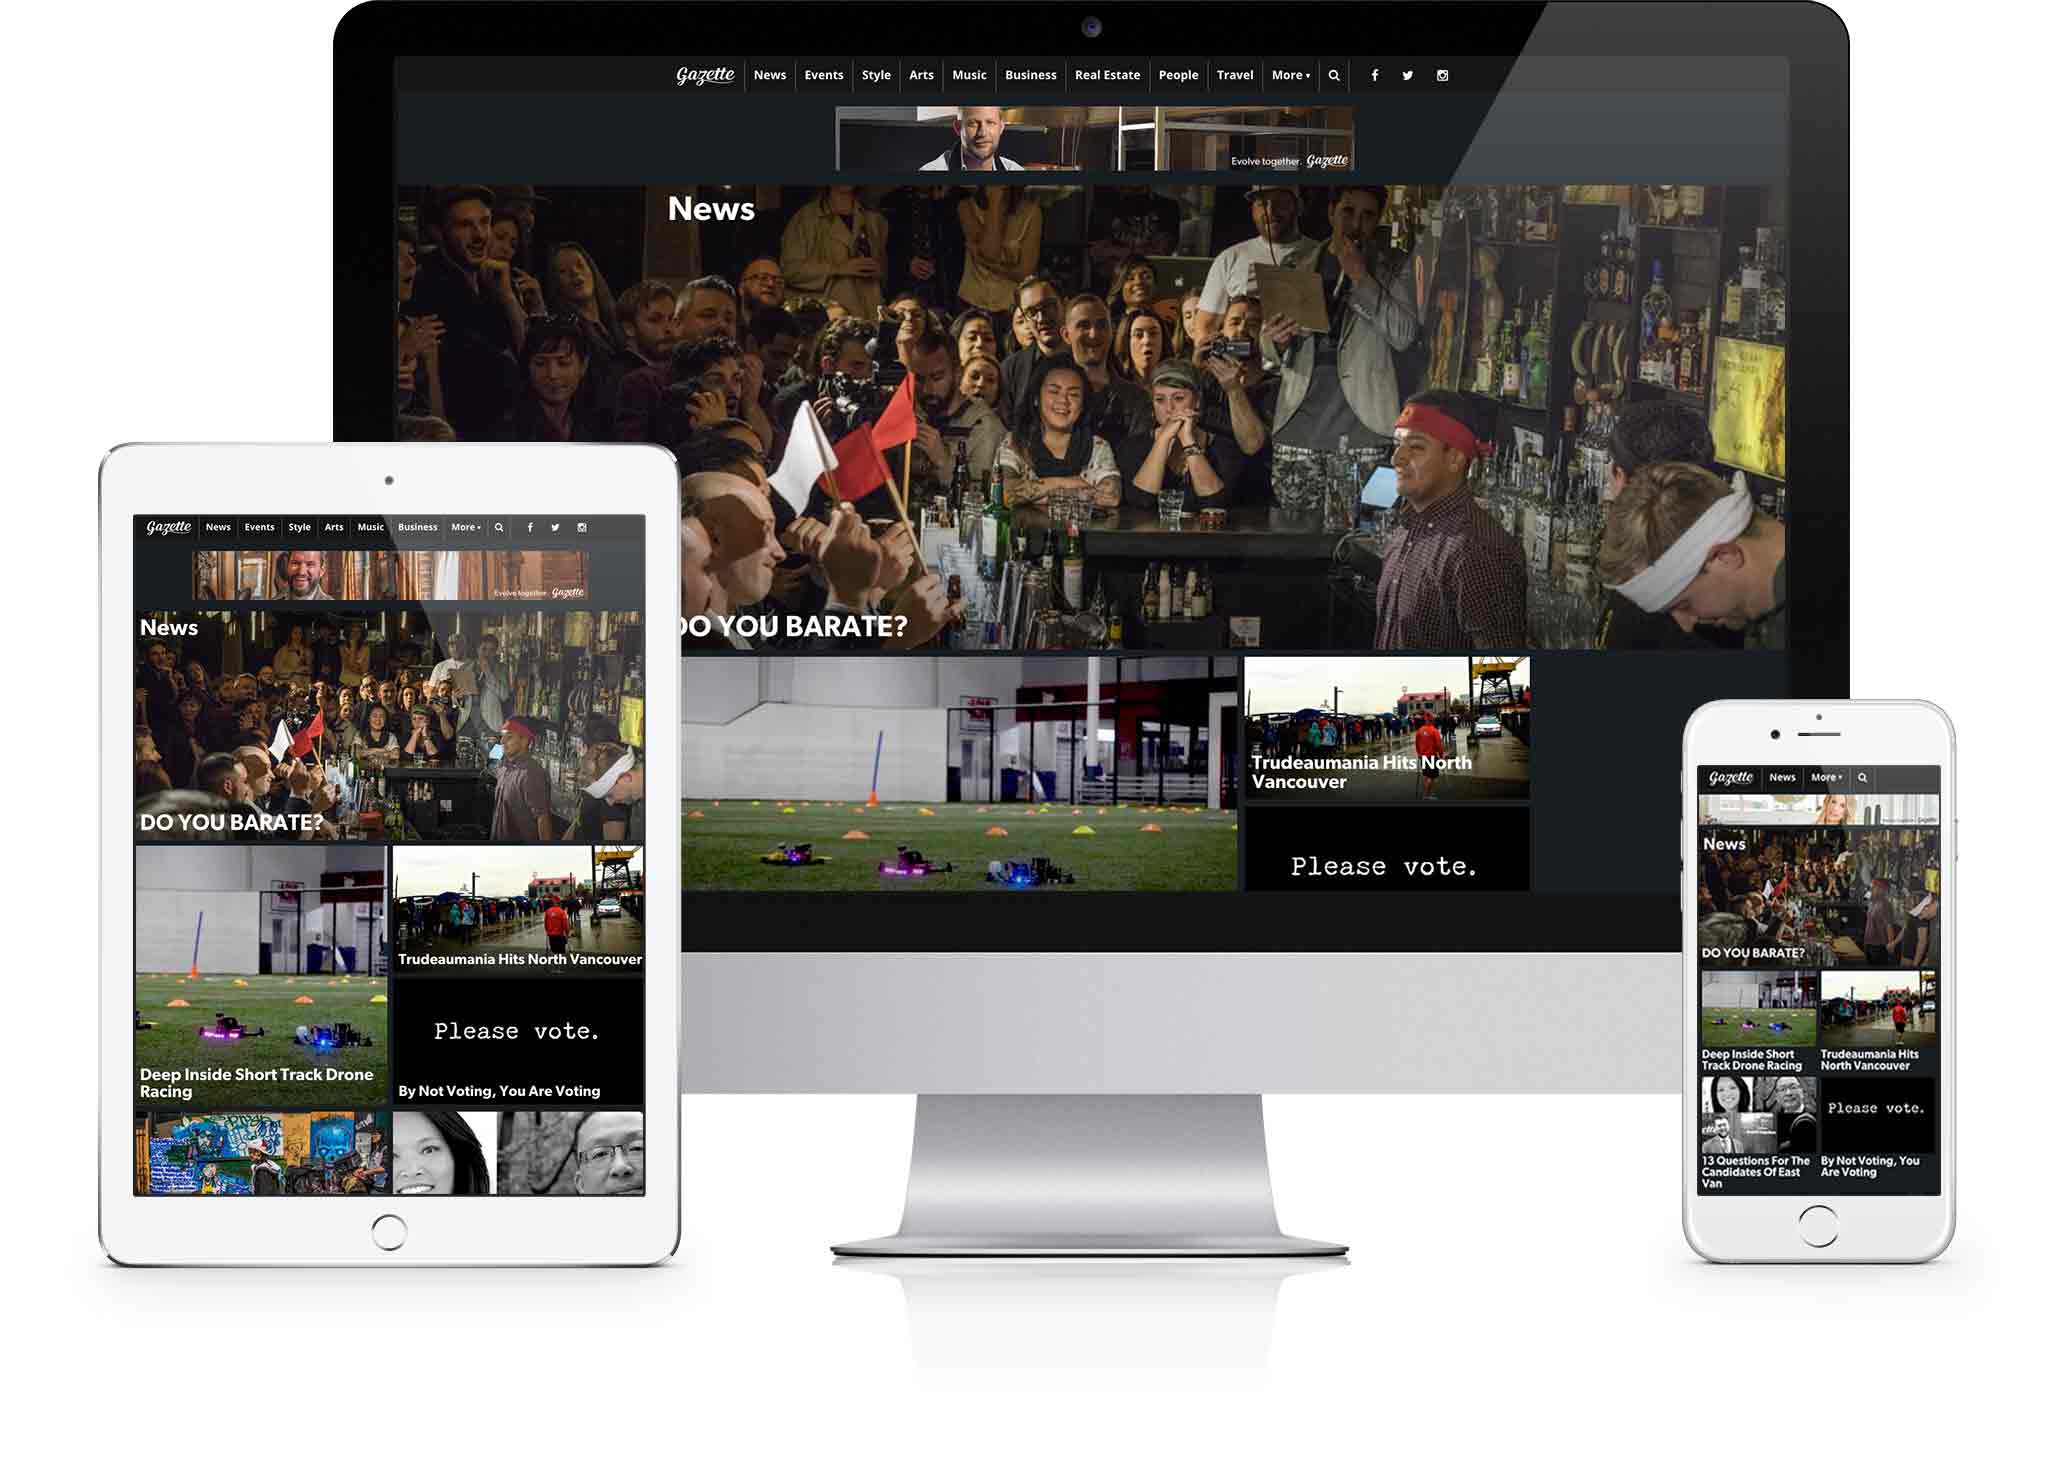 Gazette News Events Style Arts Music Business Real Estate People Travel More
Evolve together. Gazette
News
DO YOU BARATE?
Trudeaumania Hits North
Vancouver
Please vote.
Gazette News Events Style Arts Music Business More
Evolve together. Gazette
News
DO YOU BARATE?
Deep Inside Short Track Drone
Racing
Trudeaumania Hits North Vancouver
Please vote.
By Not Voting, You Are Voting
Gazette News More
News
DO YOU BARATE?
Deep Inside Short
Track Drone Racing
Trudeaumania Hits
North Vancouver
13 Questions For The
Candidates Of East
Van
Please vote.
By Not Voting, You
Are Voting